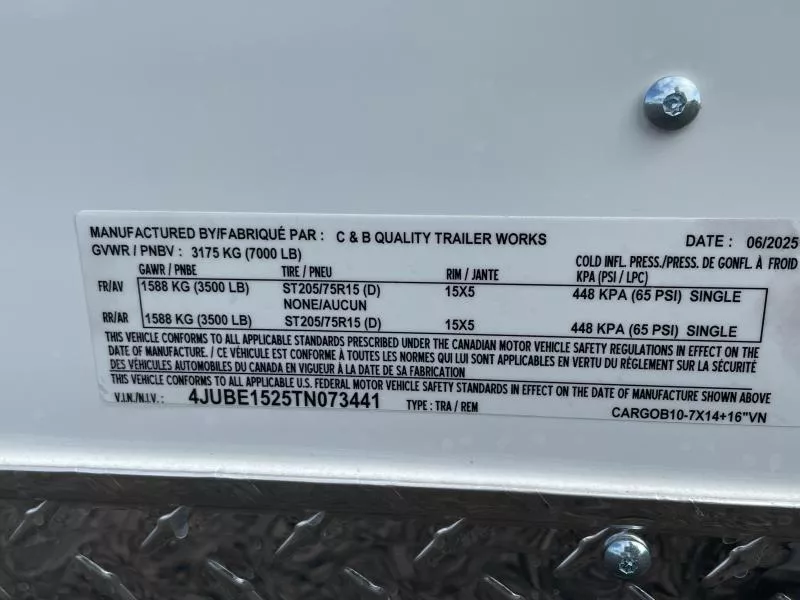 MANUFACTURED BY/FABRIQUÉ PAR : C & B QUALITY TRAILER WORKS DATE : 06/2025
GVWR / PNBV : 3175 KG (7000 LB)
GAWR / PNBE TIRE / PNEU RIM / JANTE COLD INFL. PRESS./PRESS. DE GONFL. À FROID
KPA (PSI / LPC)
FR/AV 1588 KG (3500 LB) ST205/75R15 (D) 15X5 448 KPA (65 PSI) SINGLE
NONE/AUCUN
RR/AR 1588 KG (3500 LB) ST205/75R15 (D) 15X5 448 KPA (65 PSI) SINGLE
THIS VEHICLE CONFORMS TO ALL APPLICABLE STANDARDS PRESCRIBED UNDER THE CANADIAN MOTOR VEHICLE SAFETY REGULATIONS IN EFFECT ON THE
DATE OF MANUFACTURE. / CE VÉHICULE EST CONFORME À TOUTES LES NORMES QUI LUI SONT APPLICABLES EN VERTU DU RÈGLEMENT SUR LA SÉCURITÉ
DES VÉHICULES AUTOMOBILES DU CANADA EN VIGUEUR À LA DATE DE SA FABRICATION
THIS VEHICLE CONFORMS TO ALL APPLICABLE U.S. FEDERAL MOTOR VEHICLE SAFETY STANDARDS IN EFFECT ON THE DATE OF MANUFACTURE SHOWN ABOVE
V.I.N./N.I.V.: 4JUBE1525TN073441 TYPE : TRA / REM CARGOB10-7X14+16"VN